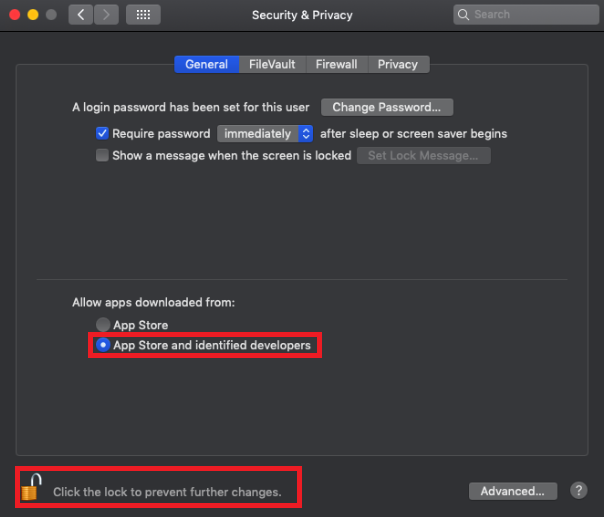 Security & Privacy
Search
General FileVault Firewall Privacy
A login password has been set for this user Change Password...
Require password immediately after sleep or screen saver begins
Show a message when the screen is locked Set Lock Message...
Allow apps downloaded from:
App Store
App Store and identified developers
Click the lock to prevent further changes.
Advanced... ?